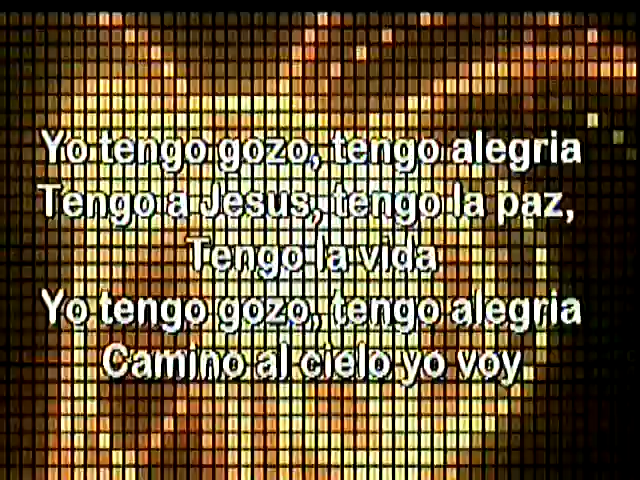 Yo tengo gozo, tengo alegria
Tengo a Jesus, tengo la paz,
Tengo la vida
Yo tengo gozo, tengo alegria
Camino al cielo yo voy